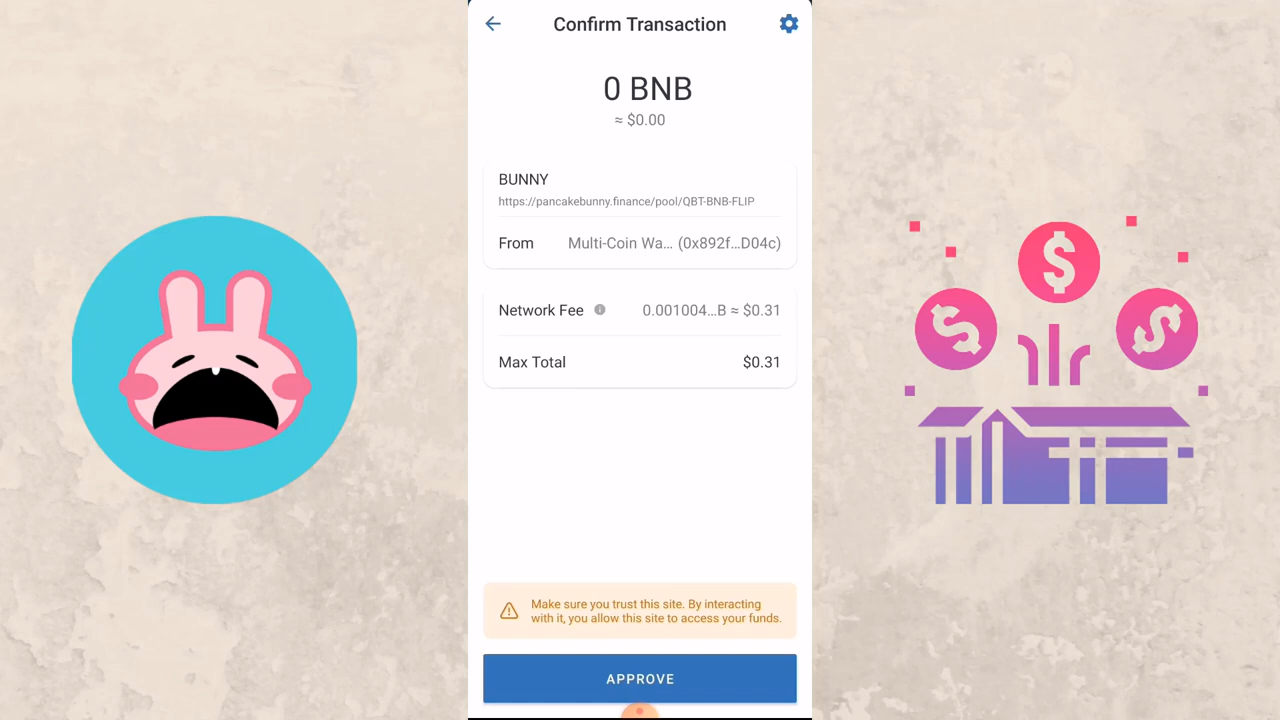 Confirm Transaction
0 BNB
≈ $0.00
BUNNY
https://pancakebunny.finance/pool/QBT-BNB-FLIP
From Multi-Coin Wa... (0x892f...D04c)
Network Fee 0.001004...B ≈ $0.31
Max Total $0.31
Make sure you trust this site. By interacting
with it, you allow this site to access your funds.
APPROVE